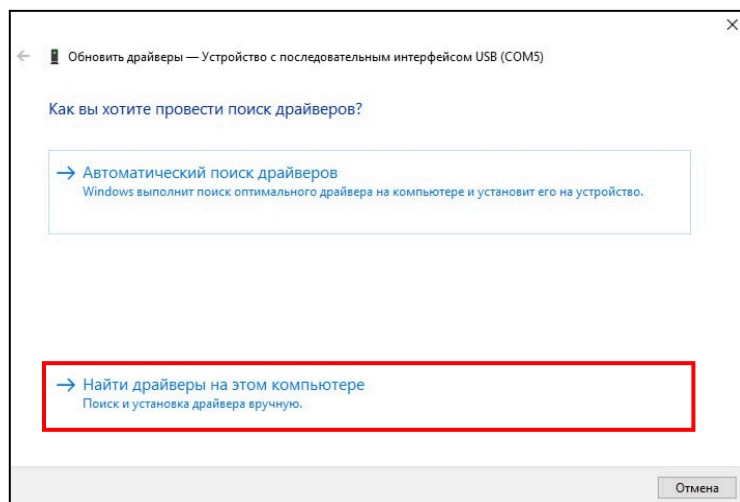 Обновить драйверы — Устройство с последовательным интерфейсом USB (COM5)
Как вы хотите провести поиск драйверов?
Автоматический поиск драйверов
Windows выполнит поиск оптимального драйвера на компьютере и установит его на устройство.
Найти драйверы на этом компьютере
Поиск и установка драйвера вручную.
Отмена